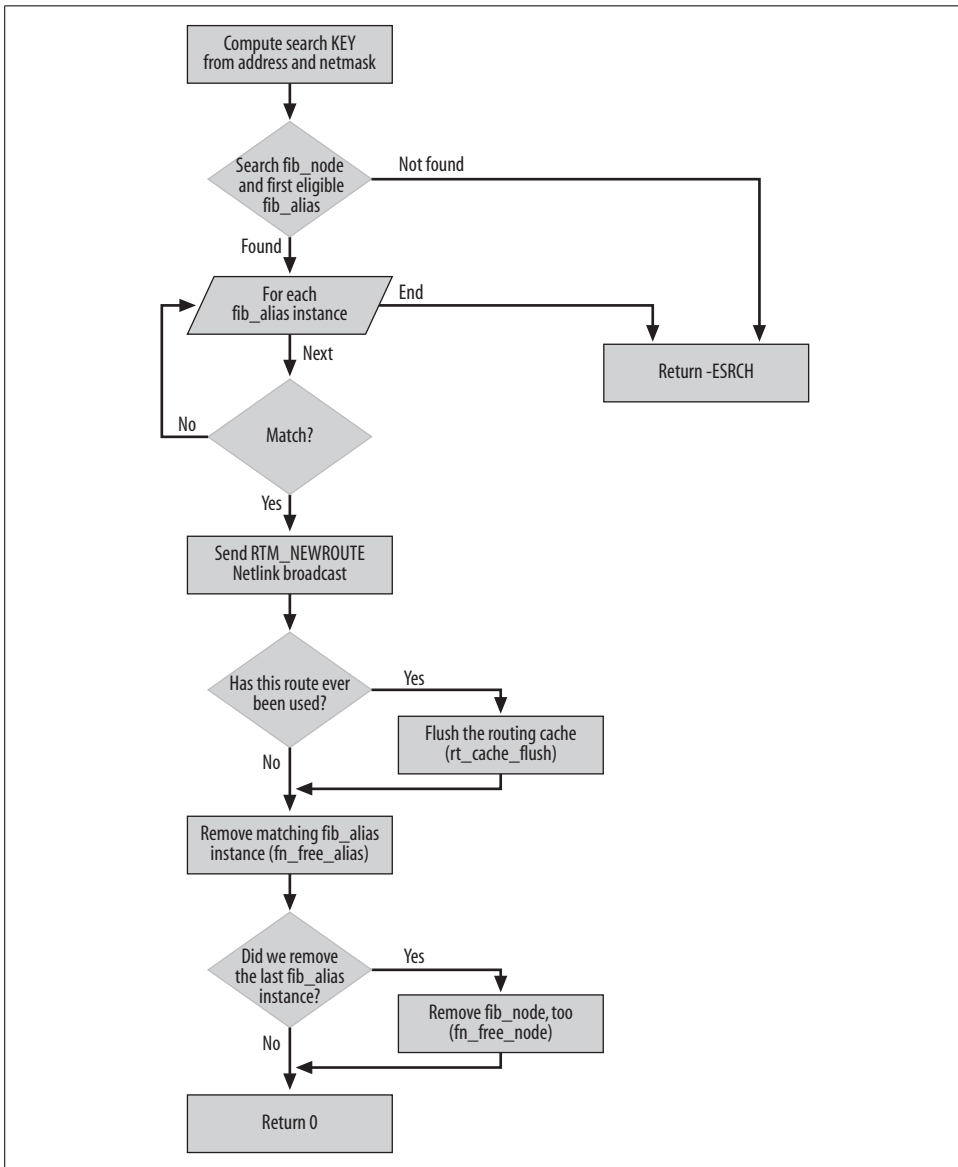 Compute search KEY
from address and netmask
Search fib_node
and first eligible
fib_alias
Not found
Found
For each
fib_alias instance
End
Next
Return -ESRCH
No
Match?
Yes
Send RTM_NEWROUTE
Netlink broadcast
Has this route ever
been used?
Yes
Flush the routing cache
(rt_cache_flush)
No
Remove matching fib_alias
instance (fn_free_alias)
Did we remove
the last fib_alias
instance?
Yes
Remove fib_node, too
(fn_free_node)
No
Return 0